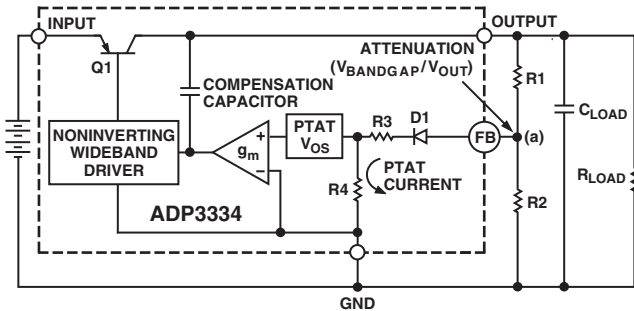 INPUT
OUTPUT
Q1
ATTENUATION
(VBANDGAP/VOUT)
R1
COMPENSATION
CAPACITOR
D1
CLOAD
NONINVERTING
WIDEBAND
DRIVER
gm
+
−
PTAT
VOS
R3
FB
(a)
PTAT
CURRENT
R4
R2
RLOAD
ADP3334
GND